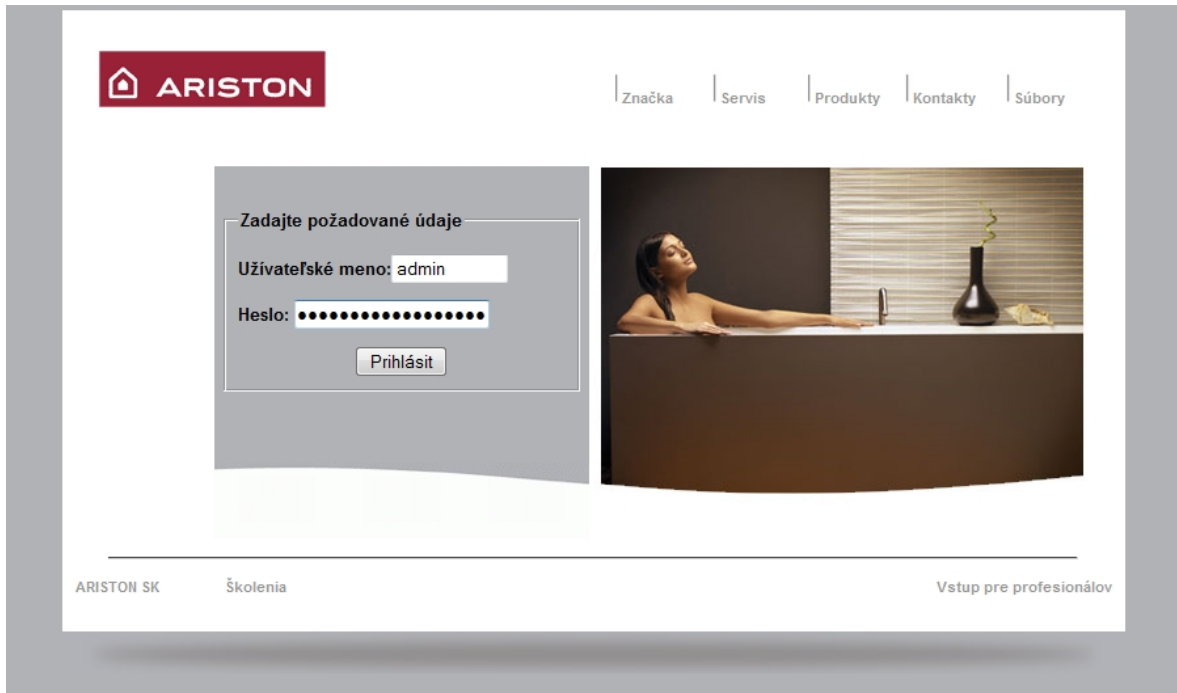 ARISTON
Značka Servis Produkty Kontakty Súbory
Zadajte požadované údaje
Užívateľské meno: admin
Heslo: ••••••••••••••••••
Prihlásit
ARISTON SK Školenia Vstup pre profesionálov